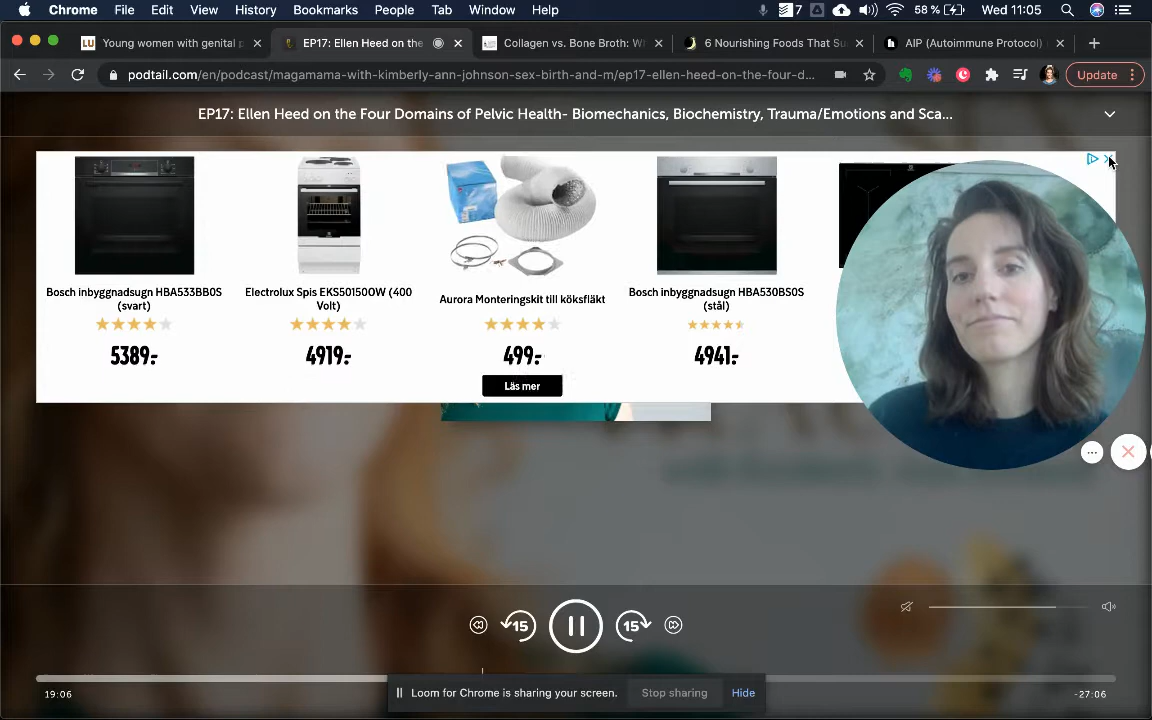 Chrome File Edit View History Bookmarks People Tab Window Help 7 58 % Wed 11:05
LU Young women with genital p EP17: Ellen Heed on the Collagen vs. Bone Broth: Wh 6 Nourishing Foods That Su AIP (Autoimmune Protocol)
podtail.com/en/podcast/magamama-with-kimberly-ann-johnson-sex-birth-and-m/ep17-ellen-heed-on-the-four-d... Update
EP17: Ellen Heed on the Four Domains of Pelvic Health- Biomechanics, Biochemistry, Trauma/Emotions and Sca...
Bosch inbyggnadsugn HBA533BB0S
(svart)
5389:-
Electrolux Spis EKS50150OW (400
Volt)
4919:-
Aurora Monteringskit till köksfläkt
499:-
Läs mer
Bosch inbyggnadsugn HBA530BS0S
(stål)
4941:-
15 15
19:06 -27:06
Loom for Chrome is sharing your screen. Stop sharing Hide